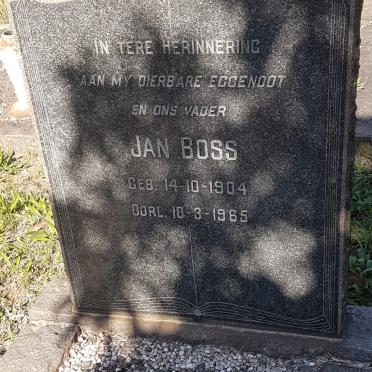 IN TERE HERINNERING
AAN MY DIERBARE EGGENOOT
EN ONS VADER
JAN BOSS
GEB. 14-10-1904
OORL. 10-3-1965